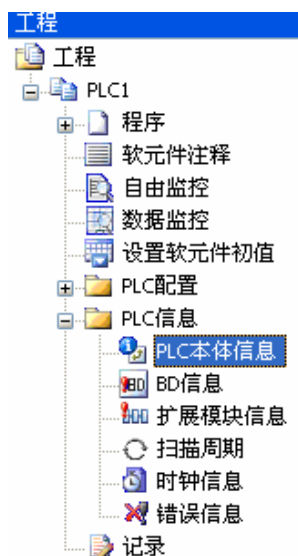 工程
工程
PLC1
程序
软元件注释
自由监控
数据监控
设置软元件初值
PLC配置
PLC信息
PLC本体信息
BD信息
扩展模块信息
扫描周期
时钟信息
错误信息
记录